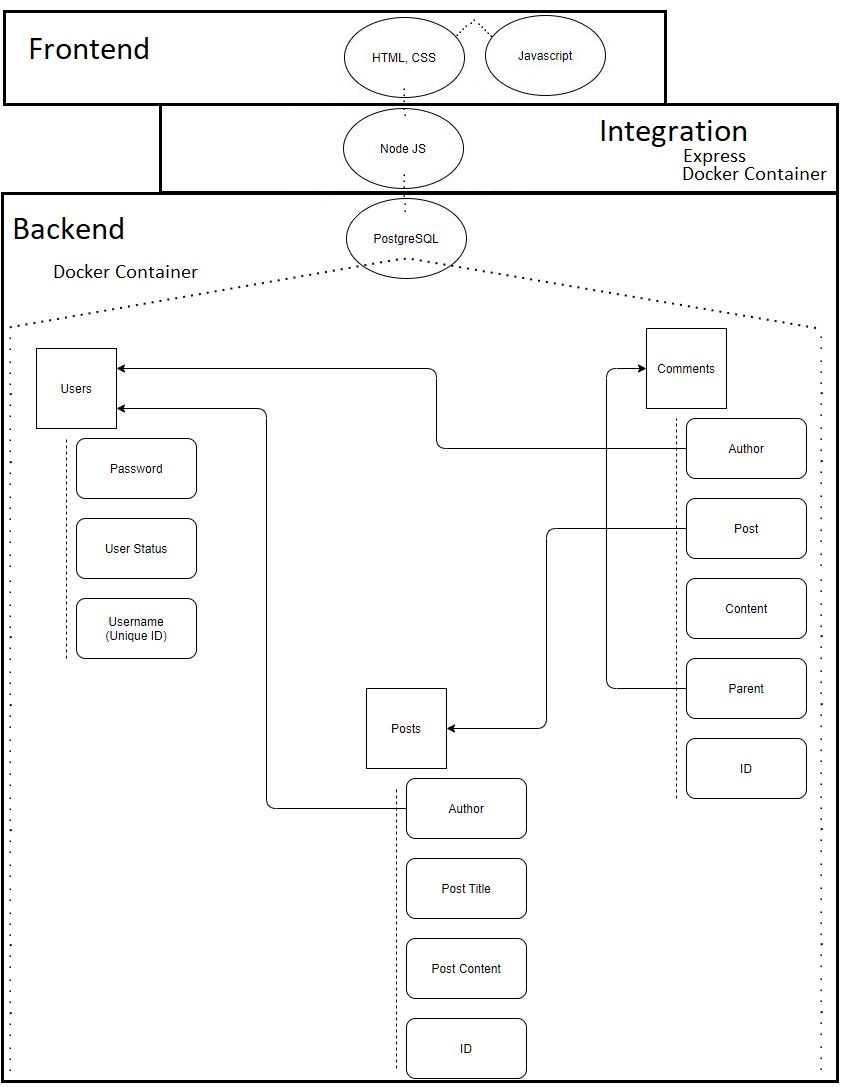 Frontend
HTML, CSS
Javascript
Node JS
Integration
Express
Docker Container
Backend
Docker Container
PostgreSQL
Users
Password
User Status
Username
(Unique ID)
Comments
Author
Post
Content
Parent
ID
Posts
Author
Post Title
Post Content
ID